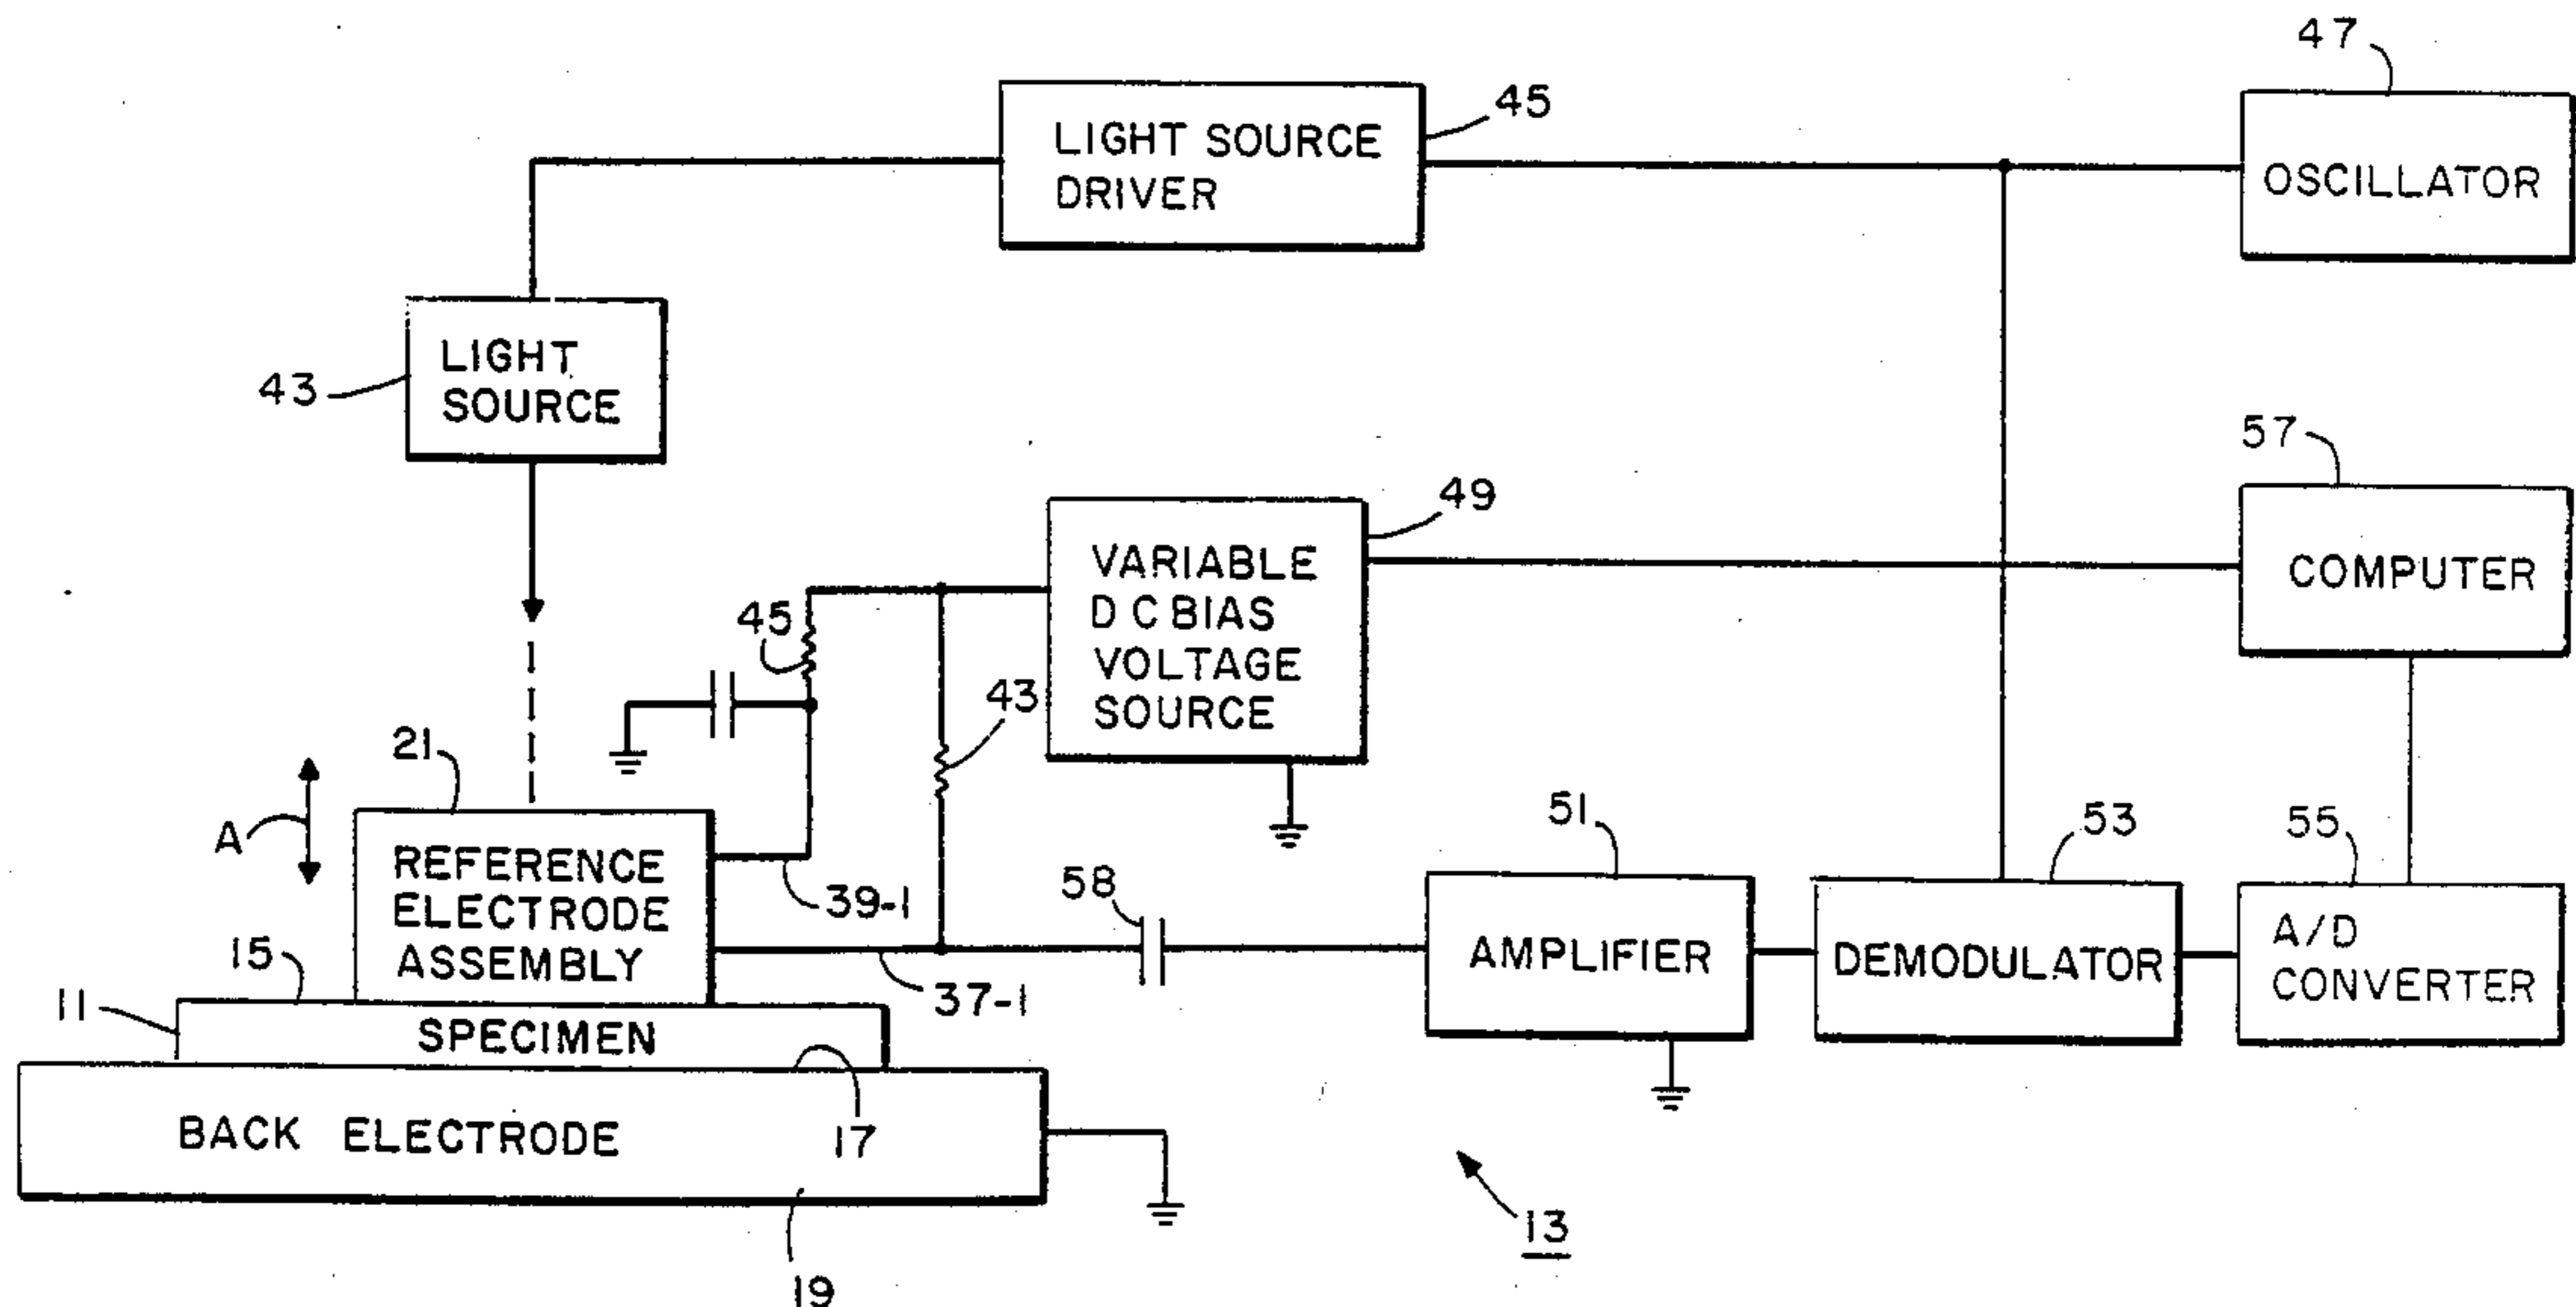 47
45
LIGHT SOURCE
DRIVER
OSCILLATOR
43
LIGHT
SOURCE
57
49
COMPUTER
VARIABLE
D C BIAS
VOLTAGE
SOURCE
45
43
21
A
REFERENCE
ELECTRODE
ASSEMBLY
39-1
37-1
58
51
AMPLIFIER
53
DEMODULATOR
55
A/D
CONVERTER
15
11
SPECIMEN
17
BACK ELECTRODE
19
13